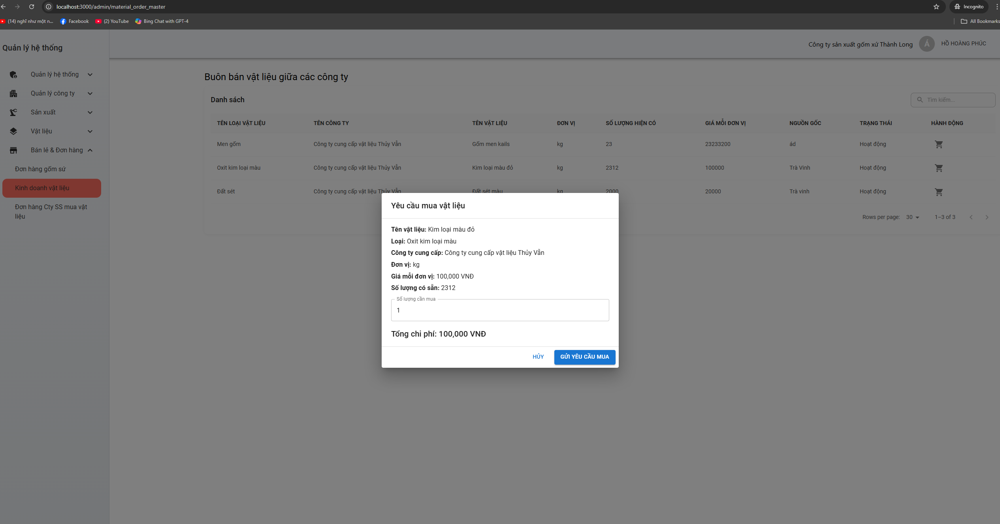 localhost:3000/admin/material_order_master
Incognito
(14) nghĩ như một n...
Facebook
(2) YouTube
Bing Chat with GPT-4
All Bookmarks
Quản lý hệ thống
Công ty sản xuất gốm xứ Thành Long
Á
HỒ HOÀNG PHÚC
Quản lý hệ thống
Quản lý công ty
Sản xuất
Vật liệu
Bán lẻ & Đơn hàng
Đơn hàng gốm sứ
Kinh doanh vật liệu
Đơn hàng Cty SS mua vật
liệu
Buôn bán vật liệu giữa các công ty
Danh sách
Tìm kiếm...
TÊN LOẠI VẬT LIỆU TÊN CÔNG TY TÊN VẬT LIỆU ĐƠN VỊ SỐ LƯỢNG HIỆN CÓ GIÁ MỖI ĐƠN VỊ NGUỒN GỐC TRẠNG THÁI HÀNH ĐỘNG
Men gốm Công ty cung cấp vật liệu Thủy Vẫn Gốm men kails kg 23 23233200 ád Hoạt động
Oxit kim loại màu Công ty cung cấp vật liệu Thủy Vẫn Kim loại màu đỏ kg 2312 100000 Trà Vinh Hoạt động
Đất sét Công ty cung cấp vật liệu Thủy Vẫn Đất sét màu kg 2000 20000 Trà vinh Hoạt động
Rows per page: 30 1–3 of 3
Yêu cầu mua vật liệu
Tên vật liệu: Kim loại màu đỏ
Loại: Oxit kim loại màu
Công ty cung cấp: Công ty cung cấp vật liệu Thủy Vẫn
Đơn vị: kg
Giá mỗi đơn vị: 100,000 VNĐ
Số lượng có sẵn: 2312
Số lượng cần mua
1
Tổng chi phí: 100,000 VNĐ
HỦY
GỬI YÊU CẦU MUA